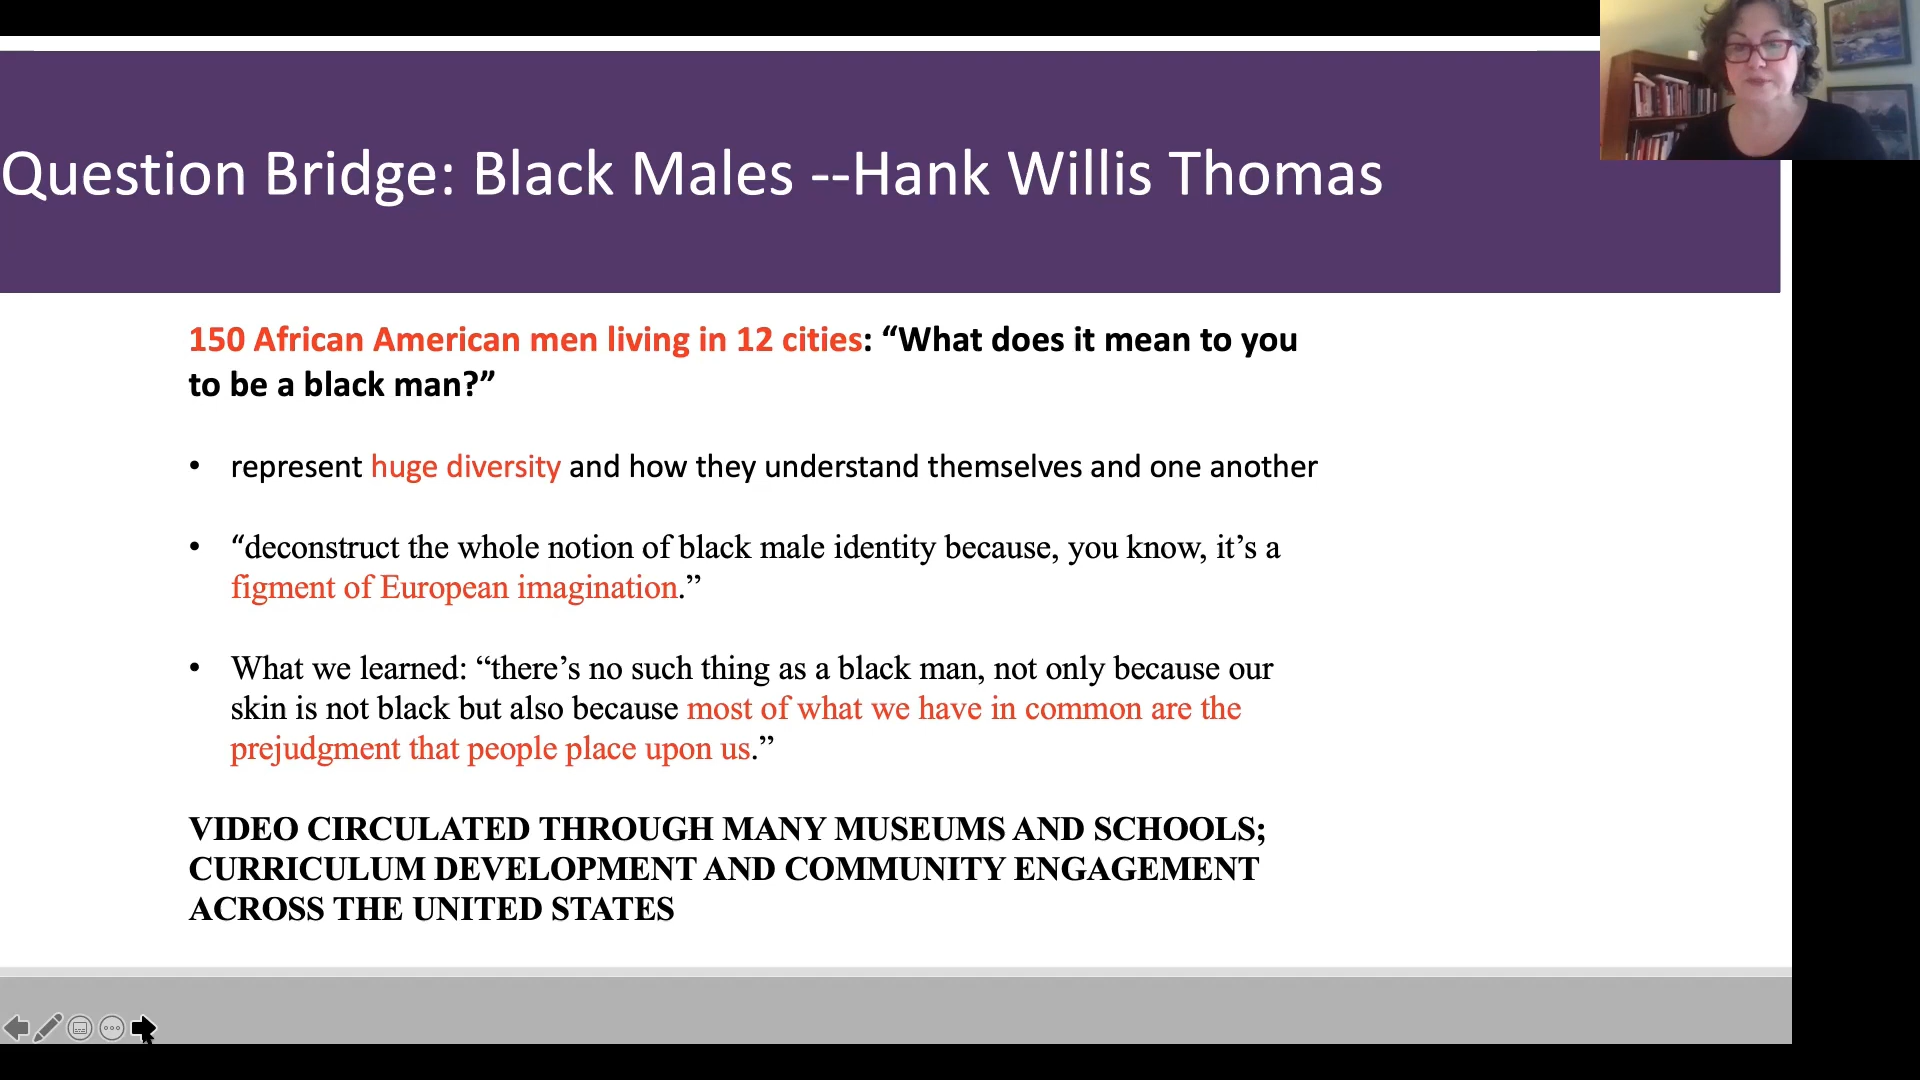 Question Bridge: Black Males --Hank Willis Thomas
150 African American men living in 12 cities: “What does it mean to you
to be a black man?”
• represent huge diversity and how they understand themselves and one another
• “deconstruct the whole notion of black male identity because, you know, it’s a
figment of European imagination.”
• What we learned: “there’s no such thing as a black man, not only because our
skin is not black but also because most of what we have in common are the
prejudgment that people place upon us.”
VIDEO CIRCULATED THROUGH MANY MUSEUMS AND SCHOOLS;
CURRICULUM DEVELOPMENT AND COMMUNITY ENGAGEMENT
ACROSS THE UNITED STATES